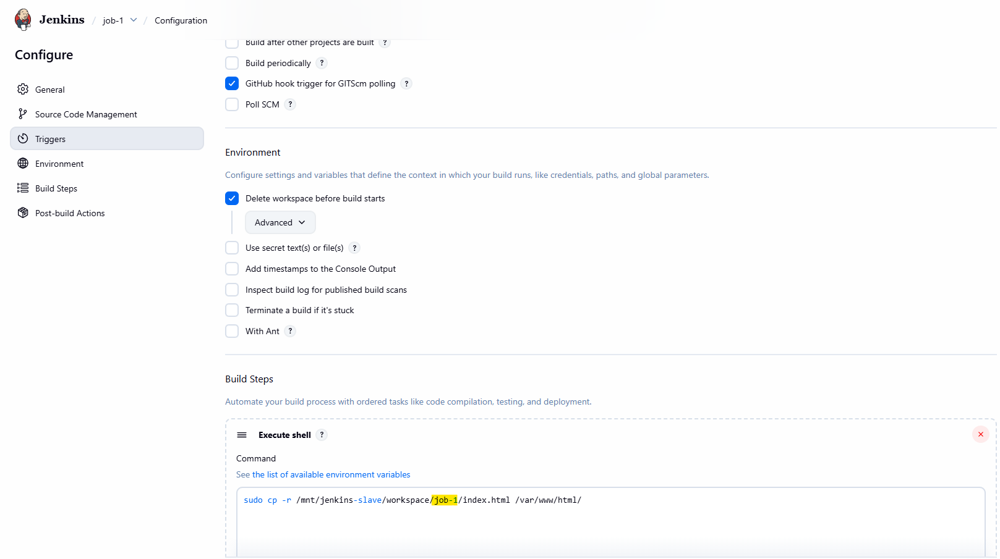 Jenkins / job-1 / Configuration
Configure
General
Source Code Management
Triggers
Environment
Build Steps
Post-build Actions
Build after other projects are built ?
Build periodically ?
GitHub hook trigger for GITScm polling ?
Poll SCM ?
Environment
Configure settings and variables that define the context in which your build runs, like credentials, paths, and global parameters.
Delete workspace before build starts
Advanced
Use secret text(s) or file(s) ?
Add timestamps to the Console Output
Inspect build log for published build scans
Terminate a build if it's stuck
With Ant ?
Build Steps
Automate your build process with ordered tasks like code compilation, testing, and deployment.
Execute shell ?
Command
See the list of available environment variables
sudo cp -r /mnt/jenkins-slave/workspace/job-1/index.html /var/www/html/